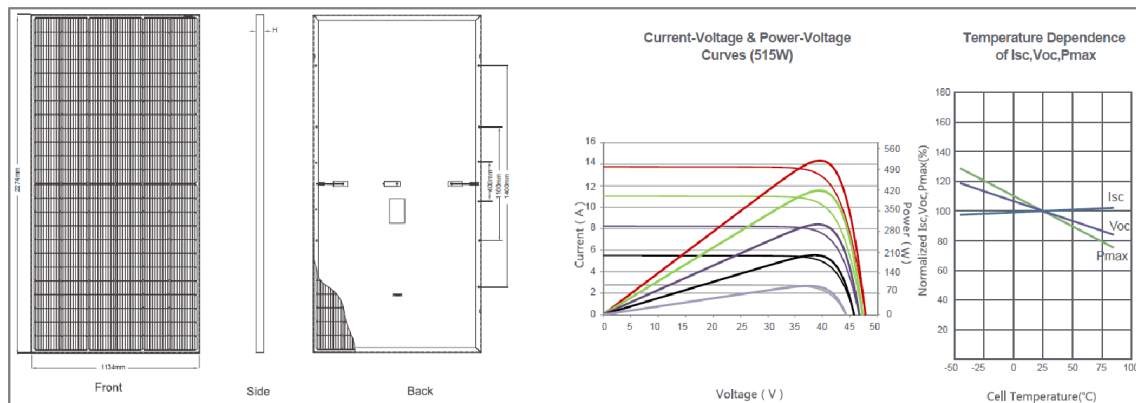 2274mm
1134mm
Front
H
Side
400mm
1100mm
1400mm
Back
Current-Voltage & Power-Voltage
Curves (515W)
Current ( A )
16
14
12
10
8
6
4
2
0
560
490
420
350
280
210
140
70
0
Power ( W )
0 5 10 15 20 25 30 35 40 45 50
Voltage ( V )
Temperature Dependence
of Isc,Voc,Pmax
Normalized Isc,Voc,Pmax(%)
180
160
140
120
100
80
60
40
20
Isc
Voc
Pmax
-50 -25 0 25 50 75 100
Cell Temperature(°C)